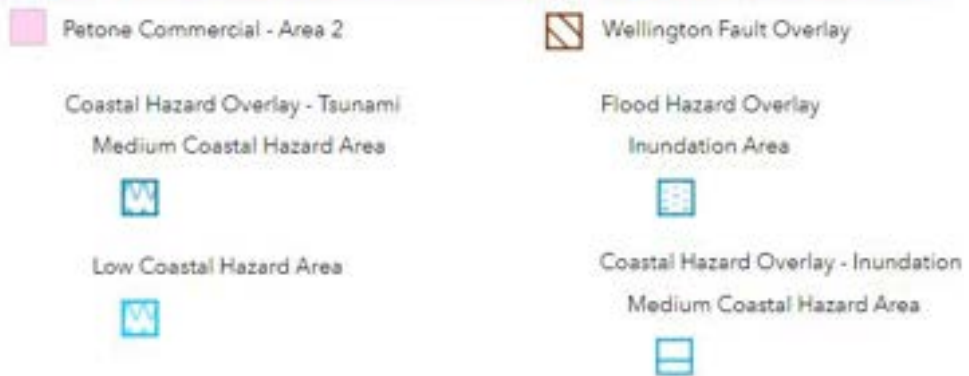 Petone Commercial - Area 2
Coastal Hazard Overlay - Tsunami
Medium Coastal Hazard Area
Low Coastal Hazard Area
Wellington Fault Overlay
Flood Hazard Overlay
Inundation Area
Coastal Hazard Overlay - Inundation
Medium Coastal Hazard Area